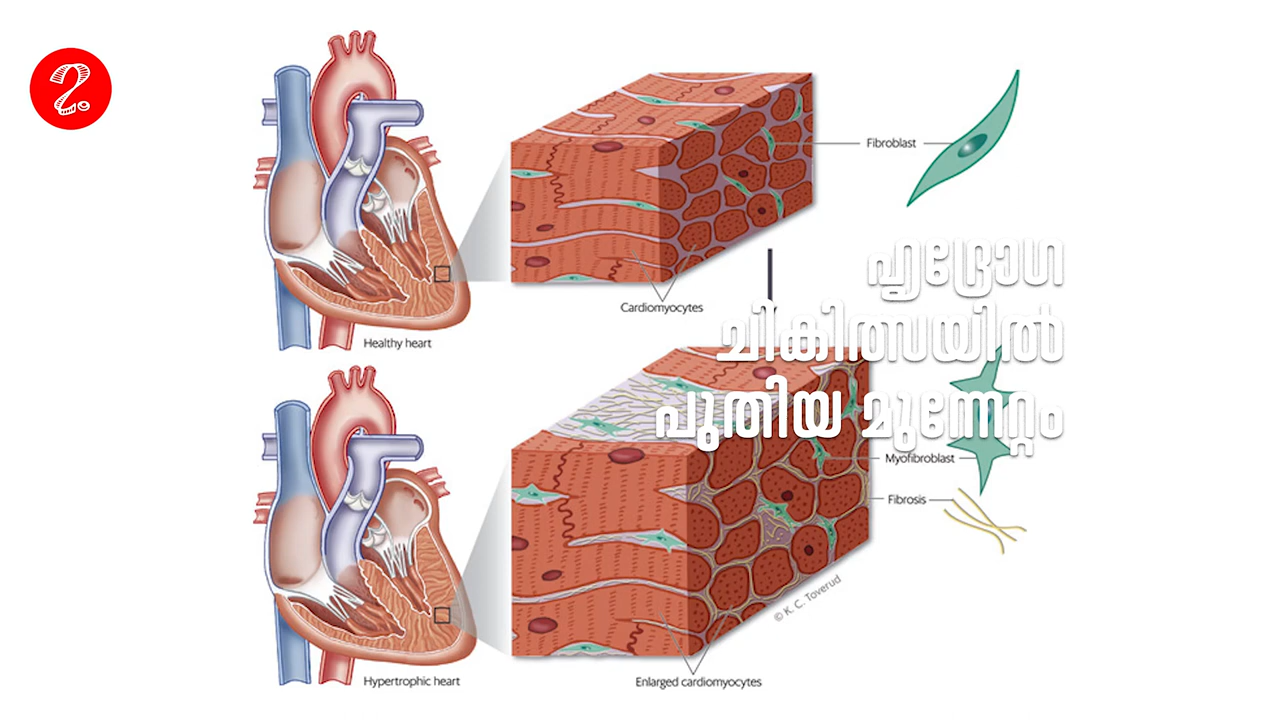 Fibroblast
Cardiomyocytes
Healthy heart
ഹൃദ്രോഗ
ചികിത്സയിൽ
പുതിയ മുന്നേറ്റം
Myofibroblast
Fibrosis
© K. C. Toverud
Hypertrophic heart
Enlarged cardiomyocytes